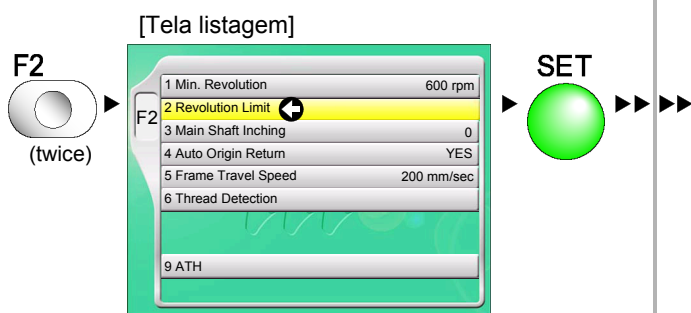 [Tela listagem]
F2
(twice)
F2
1 Min. Revolution 600 rpm
2 Revolution Limit
3 Main Shaft Inching 0
4 Auto Origin Return YES
5 Frame Travel Speed 200 mm/sec
6 Thread Detection
9 ATH
SET